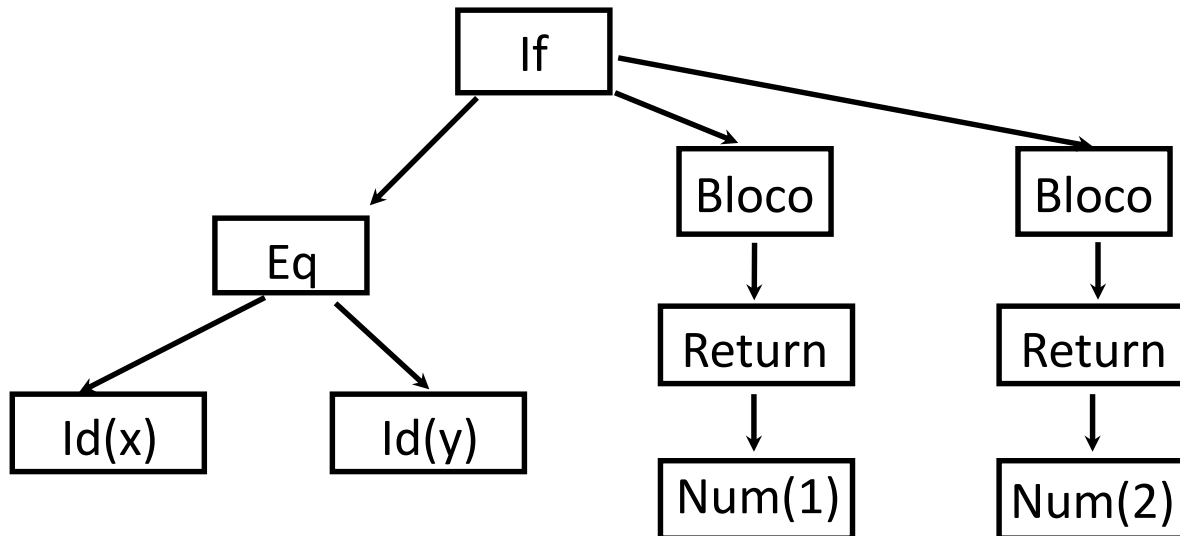 If
Bloco
Bloco
Eq
Return
Return
Id(x)
Id(y)
Num(1)
Num(2)